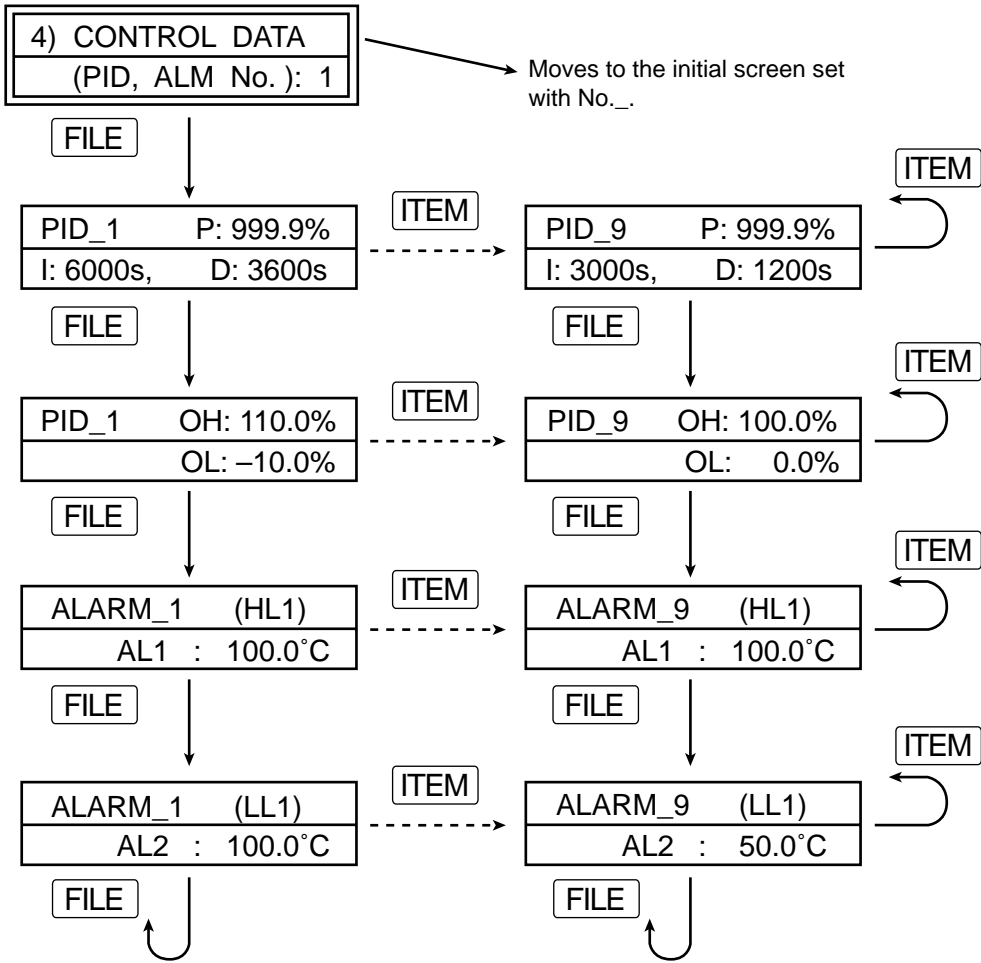 4) CONTROL DATA
(PID, ALM No. ): 1
Moves to the initial screen set
with No._.
FILE
ITEM
PID_1 P: 999.9%
I: 6000s, D: 3600s
ITEM
PID_9 P: 999.9%
I: 3000s, D: 1200s
FILE
FILE
ITEM
PID_1 OH: 110.0%
OL: –10.0%
ITEM
PID_9 OH: 100.0%
OL: 0.0%
FILE
FILE
ITEM
ALARM_1 (HL1)
AL1 : 100.0˚C
ITEM
ALARM_9 (HL1)
AL1 : 100.0˚C
FILE
FILE
ITEM
ALARM_1 (LL1)
AL2 : 100.0˚C
ITEM
ALARM_9 (LL1)
AL2 : 50.0˚C
FILE
FILE